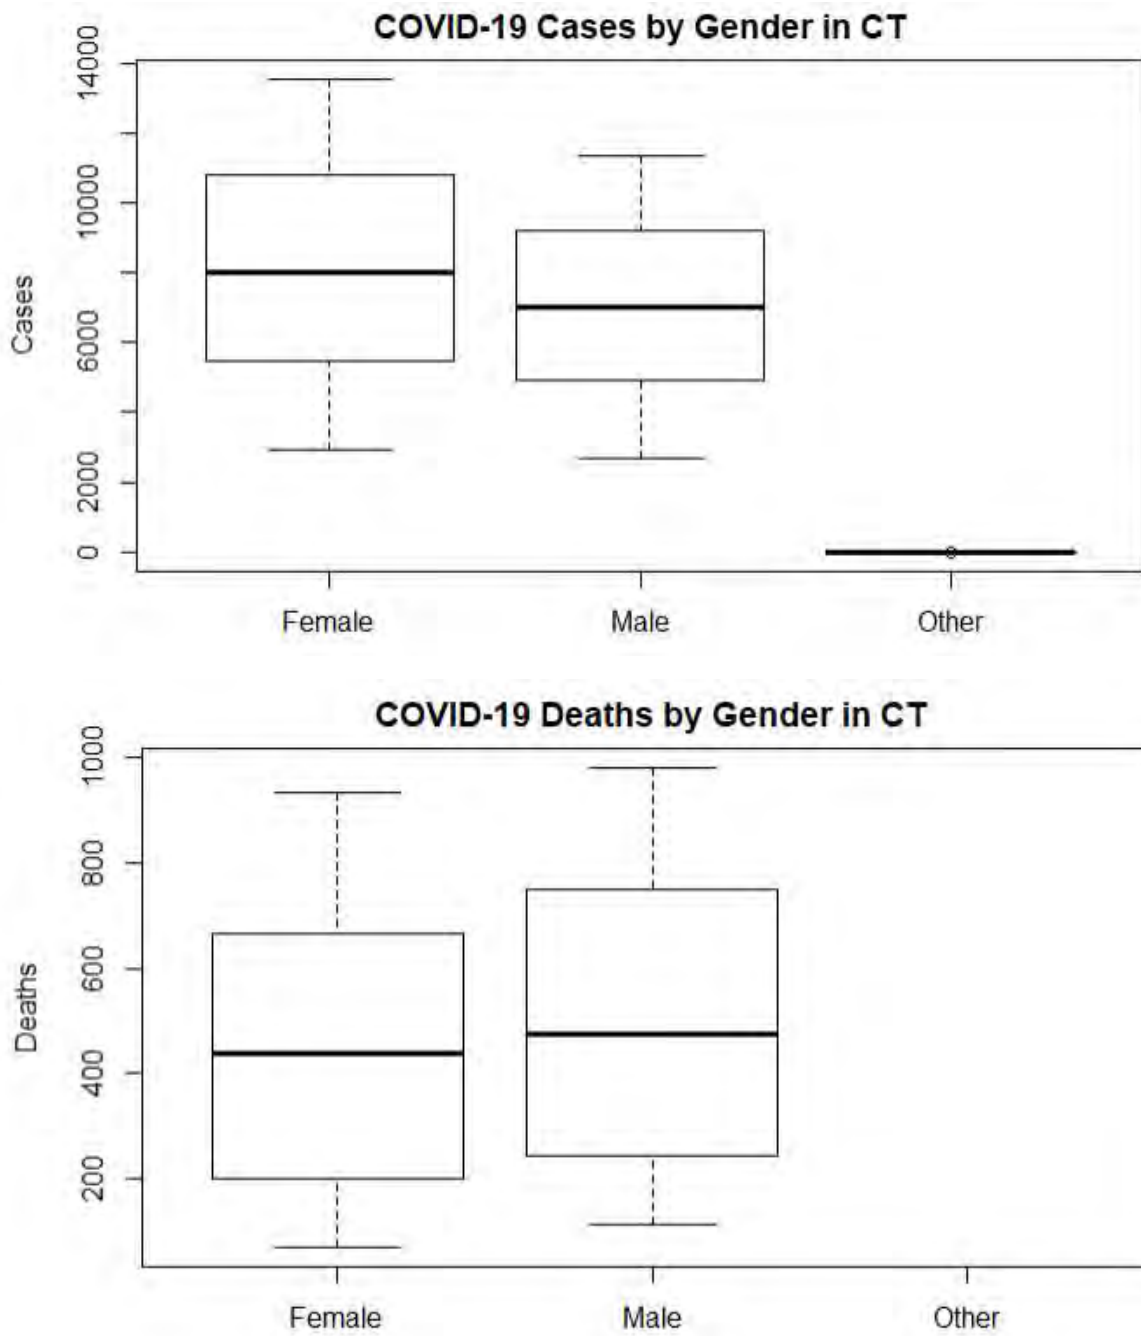 COVID-19 Cases by Gender in CT
14000
10000
6000
2000
0
Cases
Female Male Other
COVID-19 Deaths by Gender in CT
1000
800
600
400
200
Deaths
Female Male Other